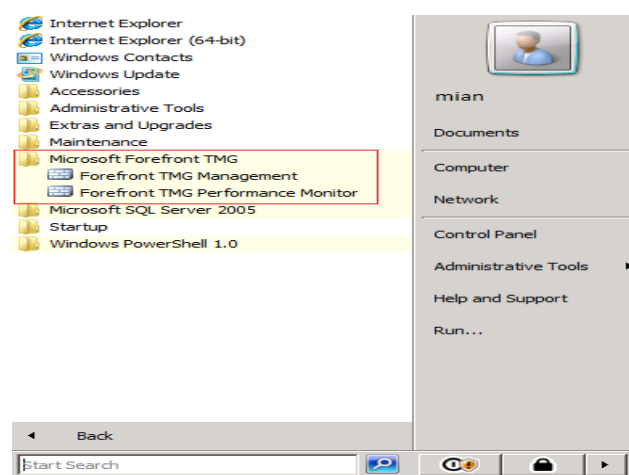 Internet Explorer
Internet Explorer (64-bit)
Windows Contacts
Windows Update
Accessories
Administrative Tools
Extras and Upgrades
Maintenance
Microsoft Forefront TMG
Forefront TMG Management
Forefront TMG Performance Monitor
Microsoft SQL Server 2005
Startup
Windows PowerShell 1.0
Back
Start Search
mian
Documents
Computer
Network
Control Panel
Administrative Tools
Help and Support
Run...